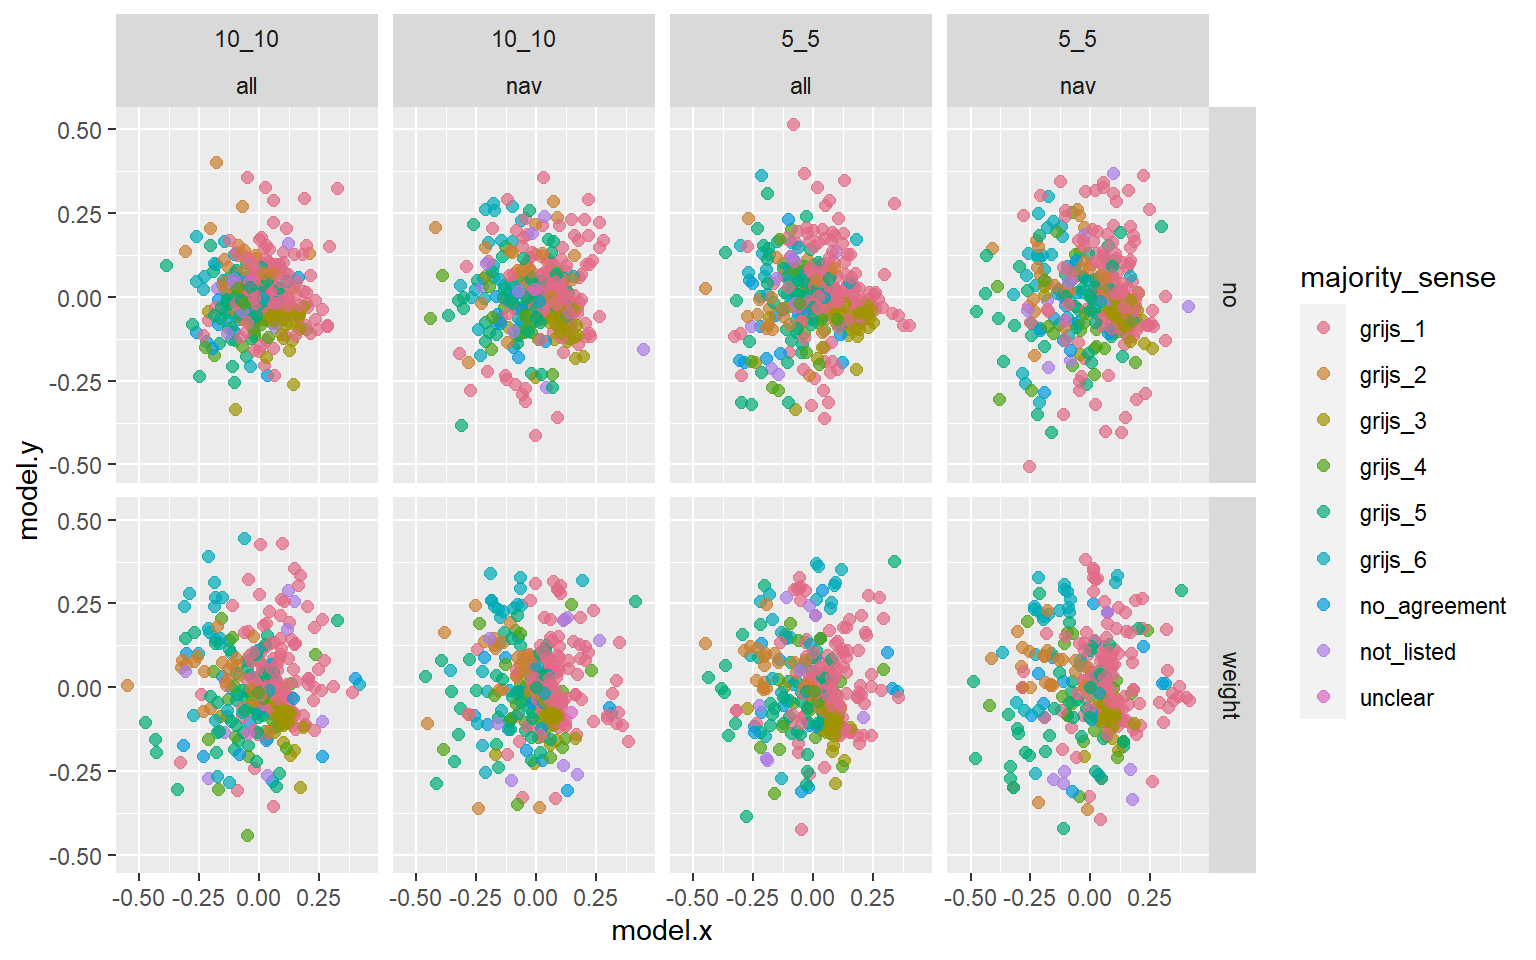 10_10
10_10
5_5
5_5
all
nav
all
nav
0.50
0.25
0.00
-0.25
-0.50
no
0.50
0.25
0.00
-0.25
-0.50
weight
-0.50 -0.25 0.00 0.25
-0.50 -0.25 0.00 0.25
-0.50 -0.25 0.00 0.25
-0.50 -0.25 0.00 0.25
model.x
model.y
majority_sense
grijs_1
grijs_2
grijs_3
grijs_4
grijs_5
grijs_6
no_agreement
not_listed
unclear